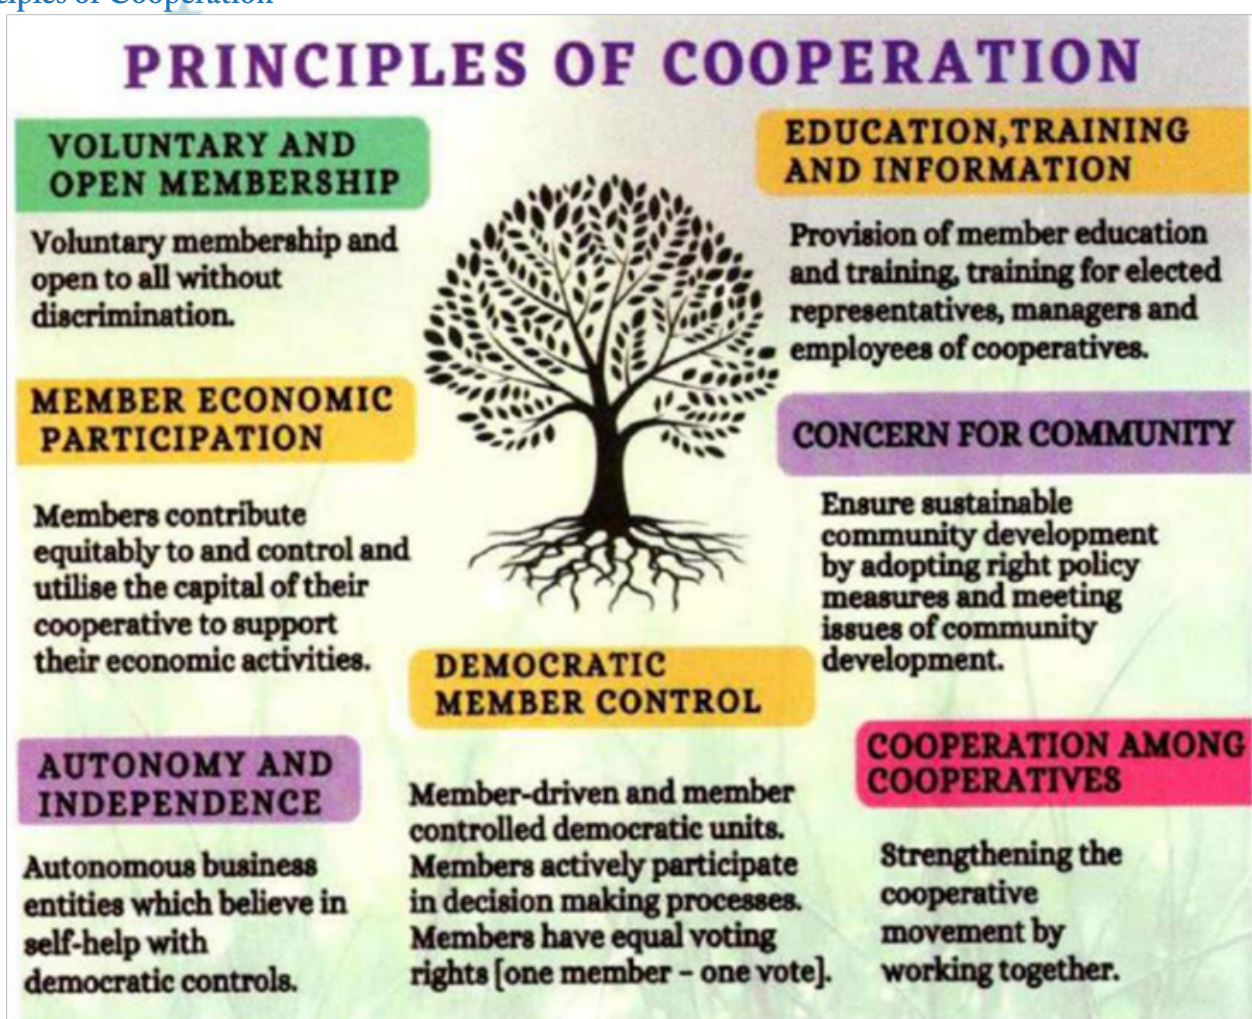 ciples of Cooperation
PRINCIPLES OF COOPERATION
VOLUNTARY AND
OPEN MEMBERSHIP
Voluntary membership and
open to all without
discrimination.
MEMBER ECONOMIC
PARTICIPATION
Members contribute
equitably to and control and
utilise the capital of their
cooperative to support
their economic activities.
AUTONOMY AND
INDEPENDENCE
Autonomous business
entities which believe in
self-help with
democratic controls.
DEMOCRATIC
MEMBER CONTROL
Member-driven and member
controlled democratic units.
Members actively participate
in decision making processes.
Members have equal voting
rights [one member – one vote].
EDUCATION,TRAINING
AND INFORMATION
Provision of member education
and training, training for elected
representatives, managers and
employees of cooperatives.
CONCERN FOR COMMUNITY
Ensure sustainable
community development
by adopting right policy
measures and meeting
issues of community
development.
COOPERATION AMONG
COOPERATIVES
Strengthening the
cooperative
movement by
working together.